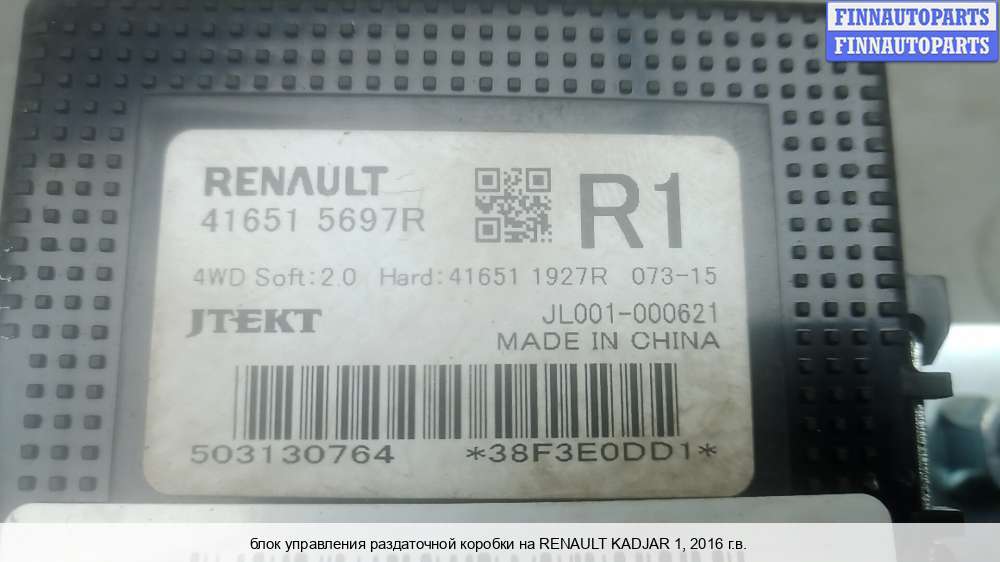 FINNAUTOPARTS
FINNAUTOPARTS
RENAULT
41651 5697R
R1
4WD Soft:2.0 Hard:41651 1927R 073-15
JTEKT
JL001-000621
MADE IN CHINA
503130764 *38F3E0DD1*
блок управления раздаточной коробки на RENAULT KADJAR 1, 2016 г.в.